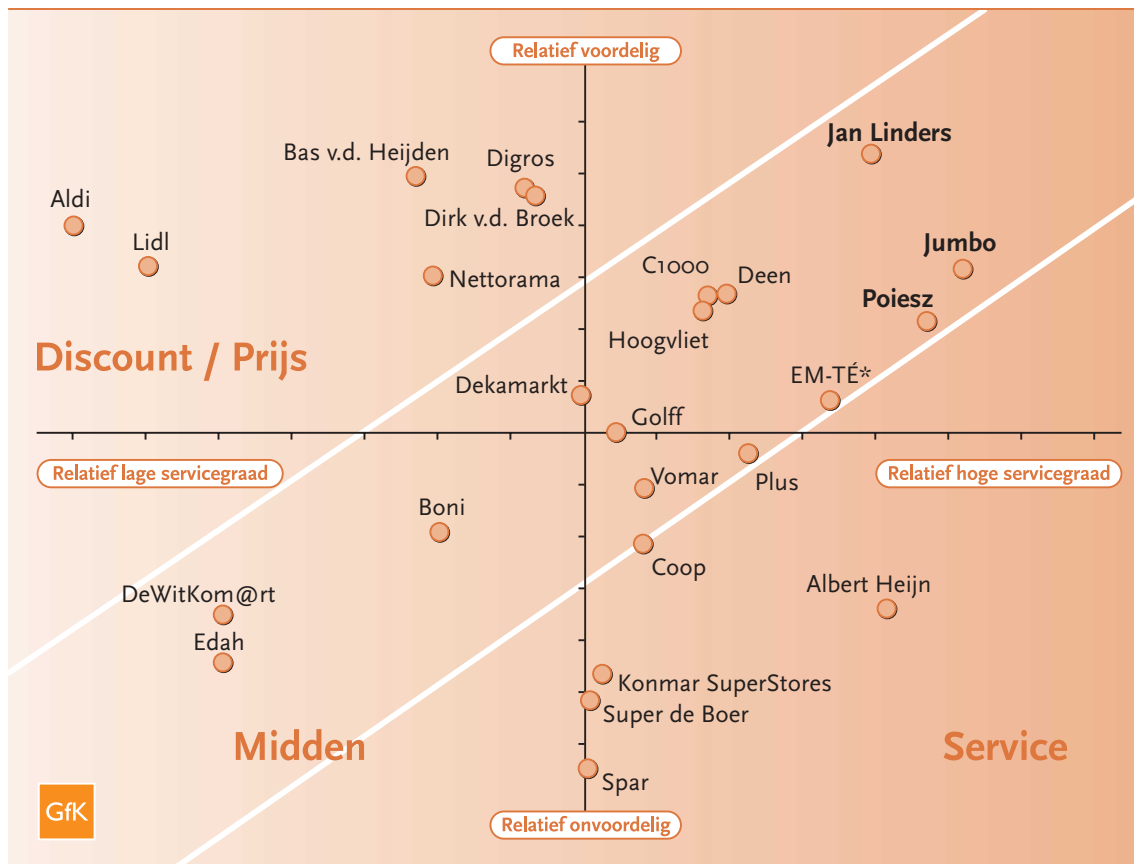 Relatief voordelig
Jan Linders
Bas v.d. Heijden
Digros
Aldi
Dirk v.d. Broek
Lidl
Jumbo
C1000
Deen
Nettorama
Poiesz
Hoogvliet
Discount / Prijs
EM-TÉ*
Dekamarkt
Golff
Relatief lage servicegraad
Relatief hoge servicegraad
Vomar
Plus
Boni
Coop
Albert Heijn
DeWitKom@rt
Edah
Konmar SuperStores
Super de Boer
Midden
Service
Spar
GfK
Relatief onvoordelig